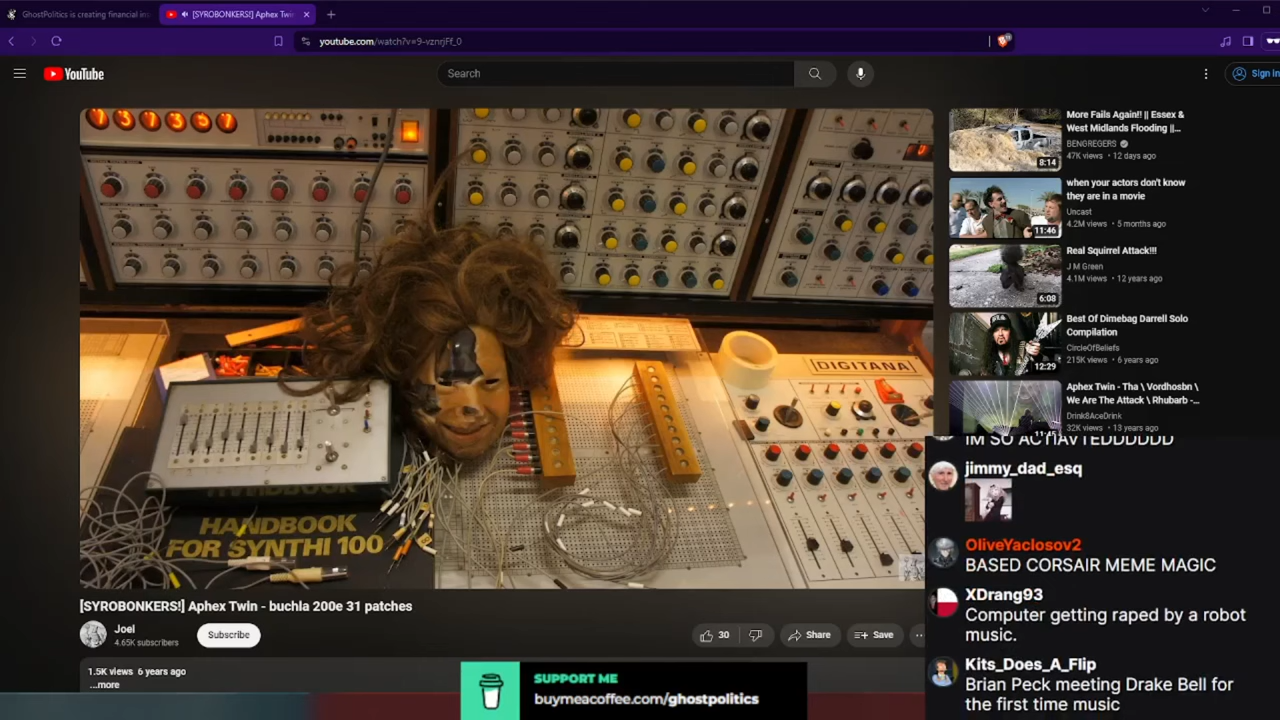 GhostPolitics is creating financial ins
[SYROBONKERS!] Aphex Twin
youtube.com/watch?v=9-vznrjFf_0
YouTube
Search
Sign in
DIGITANA
HANDBOOK
FOR SYNTHI 100
[SYROBONKERS!] Aphex Twin - buchla 200e 31 patches
Joel
4.65K subscribers
Subscribe
30
Share
Save
1.5K views 6 years ago
...more
More Fails Again!! || Essex &
West Midlands Flooding ||...
BENGREGERS
47K views • 12 days ago
8:14
when your actors don't know
they are in a movie
Uncast
4.2M views • 5 months ago
11:46
Real Squirrel Attack!!!
J M Green
4.1M views • 12 years ago
6:08
Best Of Dimebag Darrell Solo
Compilation
CircleOfBeliefs
215K views • 6 years ago
12:29
Aphex Twin - Tha \ Vordhosbn \
We Are The Attack \ Rhubarb -...
Drink8AceDrink
32K views • 13 years ago
jimmy_dad_esq
OliveYaclosov2
BASED CORSAIR MEME MAGIC
XDrang93
Computer getting raped by a robot
music.
Kits_Does_A_Flip
Brian Peck meeting Drake Bell for
the first time music
SUPPORT ME
buymeacoffee.com/ghostpolitics